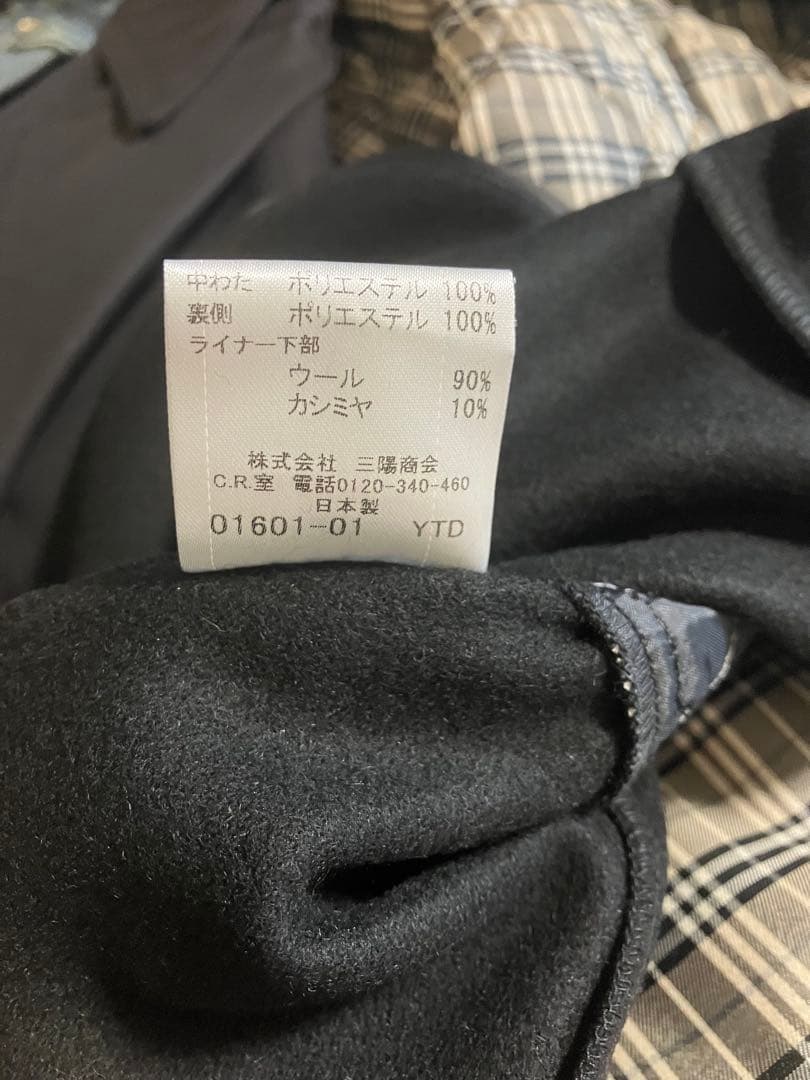 中わた ポリエステル 100%
裏側 ポリエステル 100%
ライナー下部
ウール 90%
カシミヤ 10%
株式会社 三陽商会
C.R.室 電話0120-340-460
日本製
01601-01 YTD